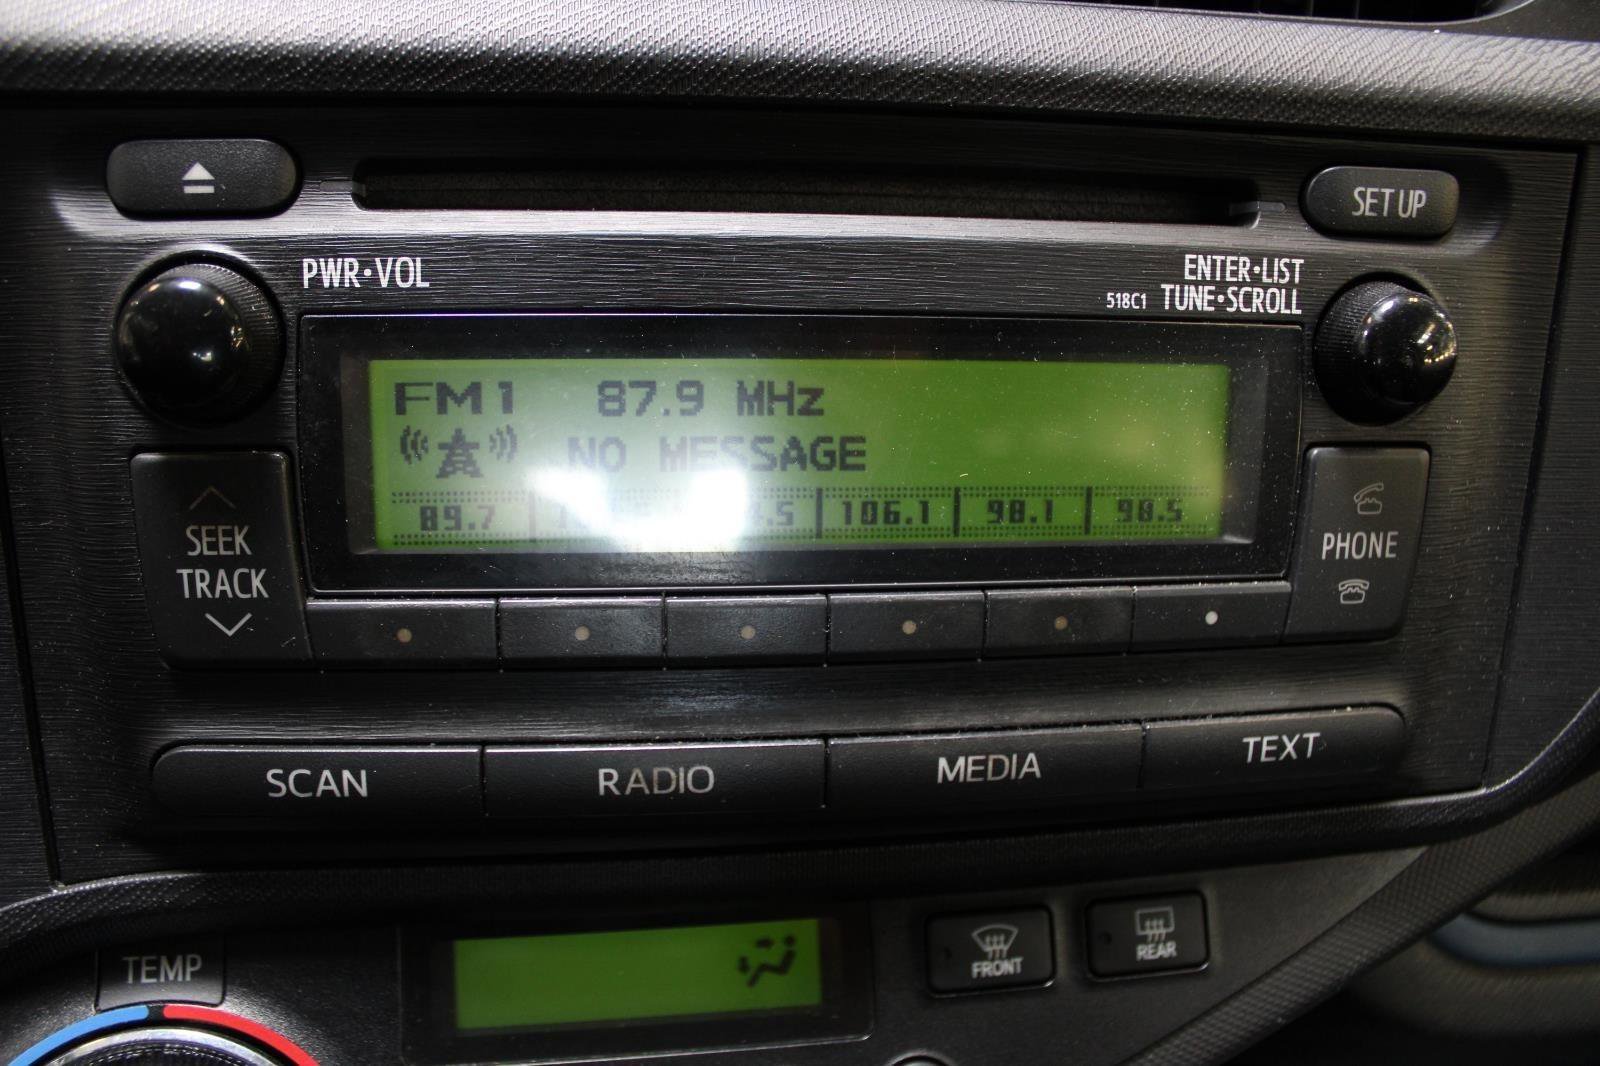 SET UP
PWR•VOL
ENTER•LIST
518C1 TUNE•SCROLL
FM1 87.9 MHz
NO MESSAGE
89.7 106.1 98.1 98.5
SEEK
TRACK
PHONE
SCAN RADIO MEDIA TEXT
TEMP
FRONT
REAR